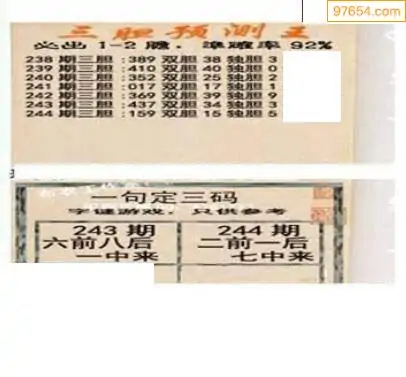 97654.com
三胆预测王
必出1-2胆，準確率92%
238 期三胆：389 双胆 38 独胆 3
239 期三胆：410 双胆 40 独胆 0
240 期三胆：352 双胆 25 独胆 2
241 期三胆：017 双胆 17 独胆 1
242 期三胆：369 双胆 39 独胆 9
243 期三胆：437 双胆 34 独胆 3
244 期三胆：159 双胆 15 独胆 5
一句定三码
字谜游戏，只供参考
243 期 244 期
六前八后 二前一后
一中来 七中来